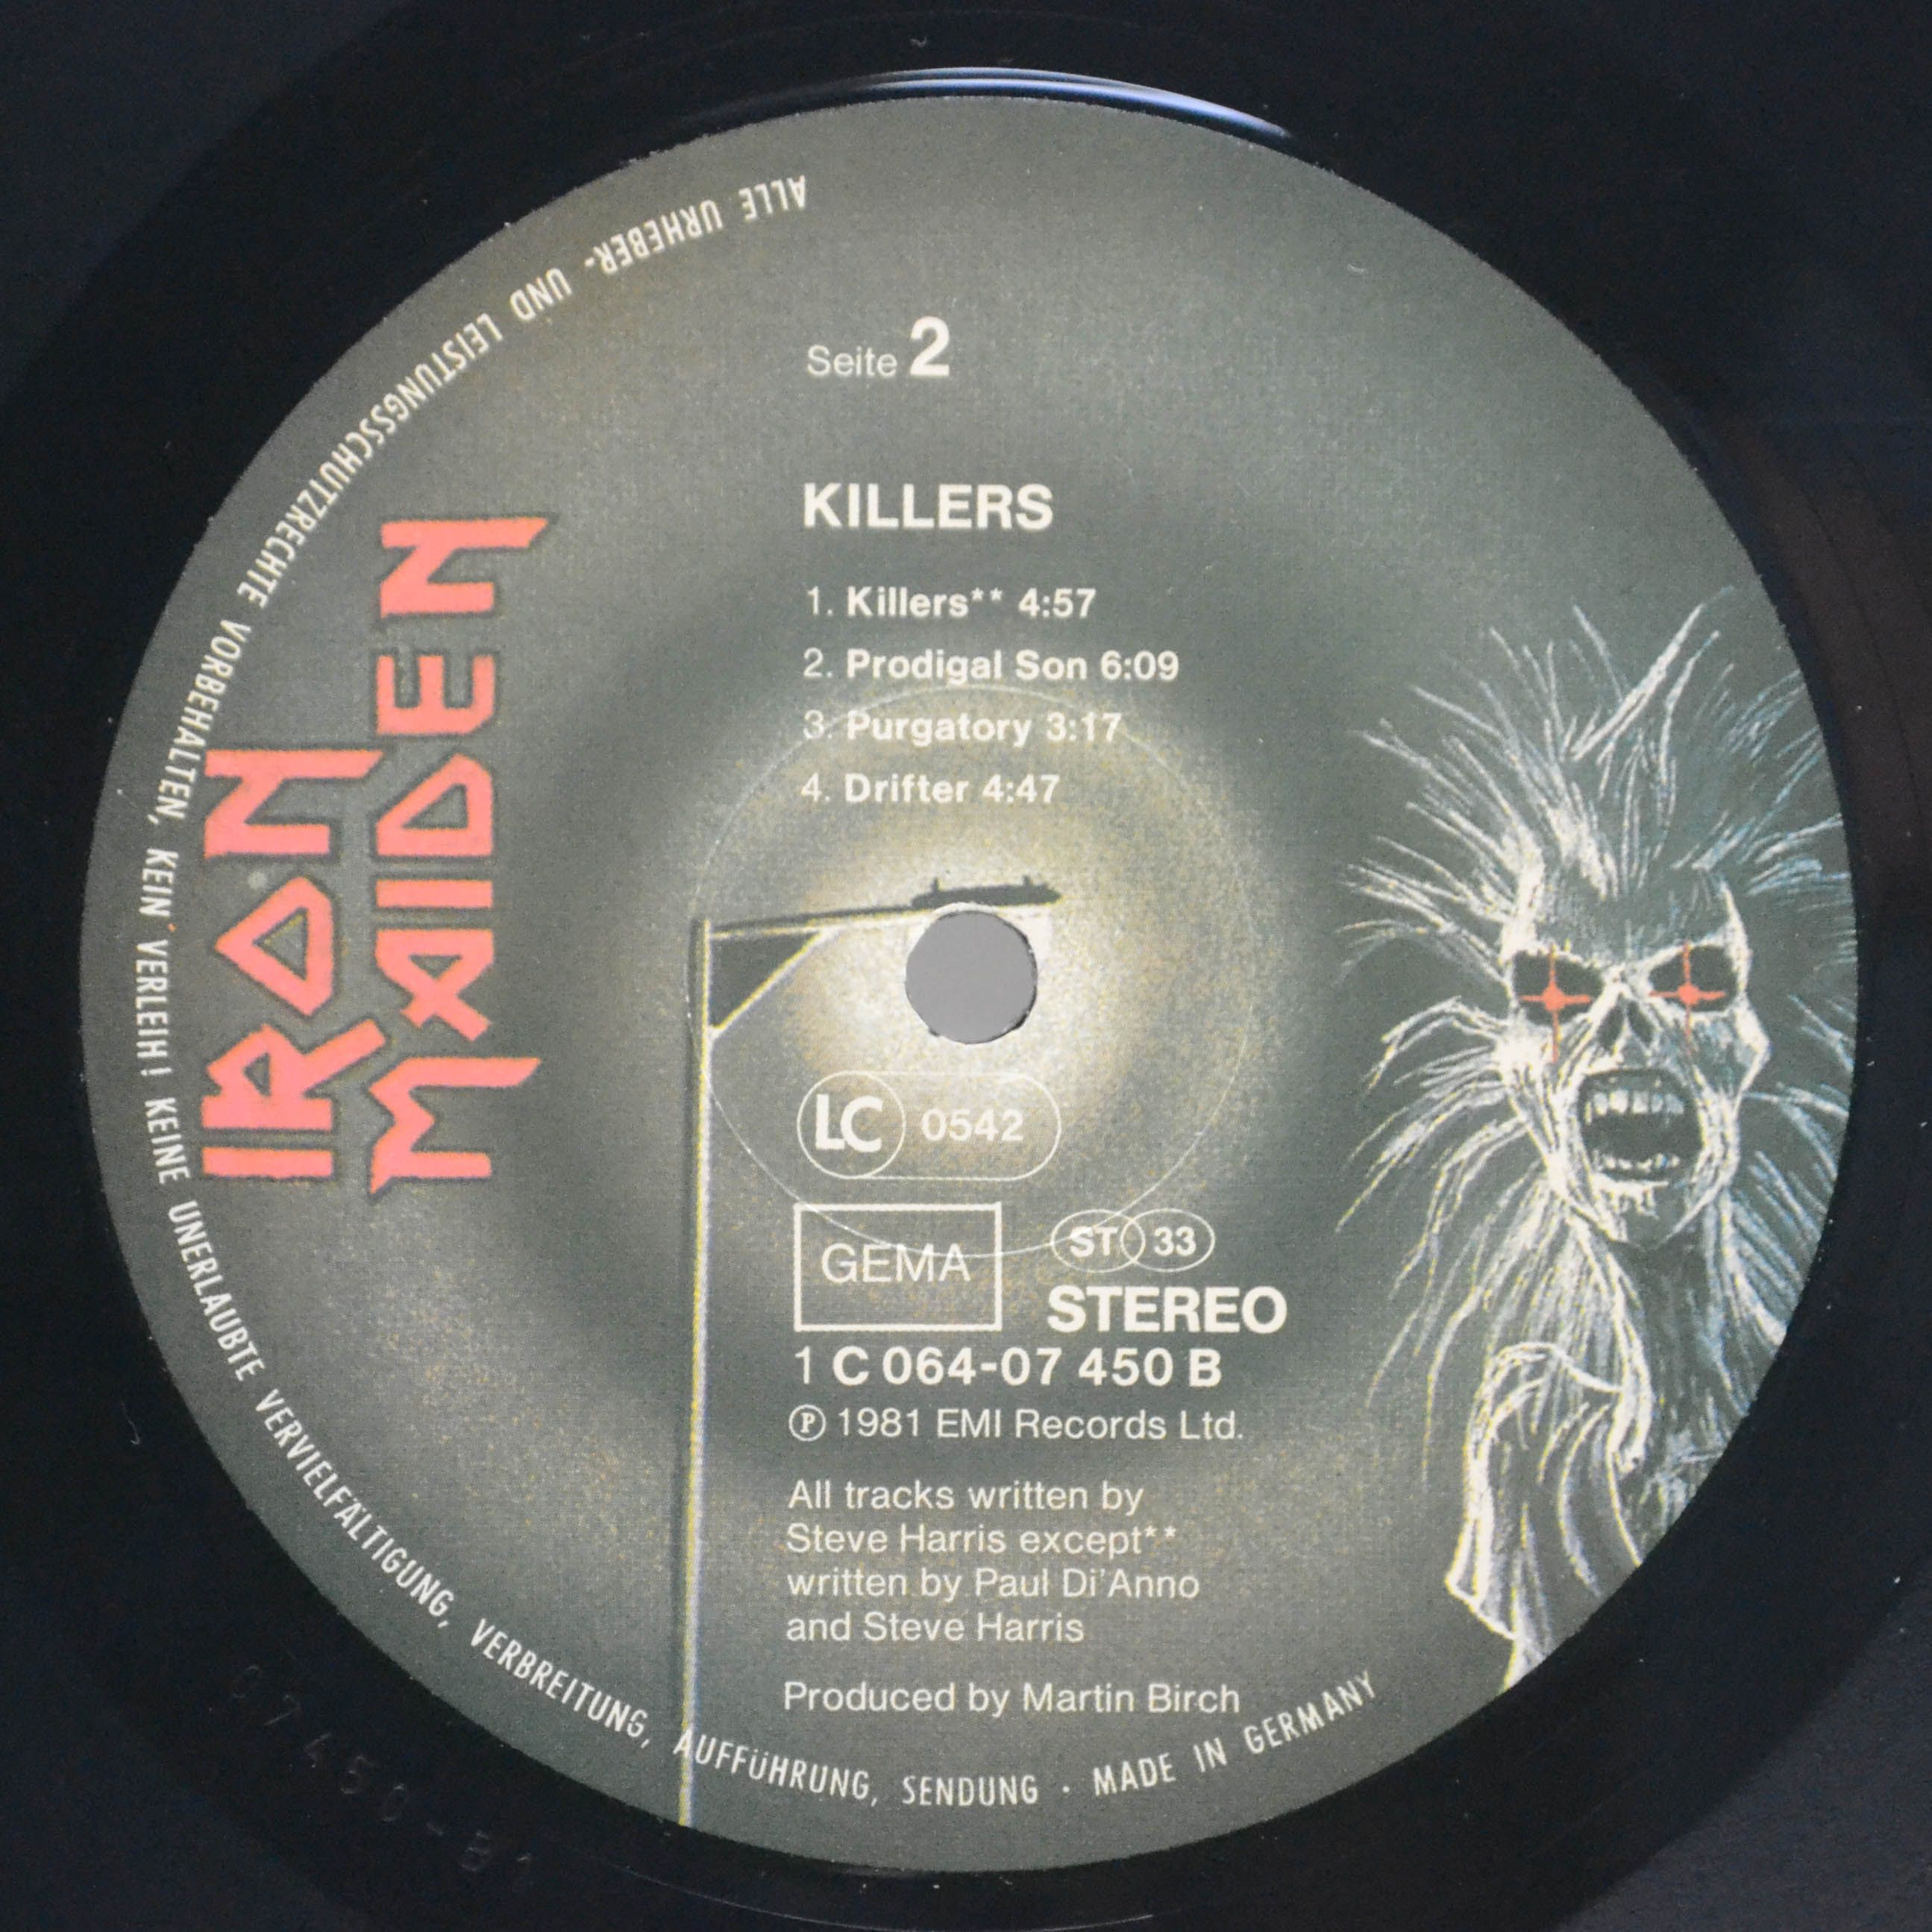 ALLE URHEBER- UND LEISTUNGSSCHUTZRECHTE VORBEHALTEN, KEIN VERLEIH! KEINE UNERLAUBTE VERVIELFÄLTIGUNG, VERBREITUNG, AUFFÜHRUNG, SENDUNG · MADE IN GERMANY
IRON
MAIDEN
Seite 2
KILLERS
1. Killers** 4:57
2. Prodigal Son 6:09
3. Purgatory 3:17
4. Drifter 4:47
LC 0542
GEMA
ST 33
STEREO
1 C 064-07 450 B
℗ 1981 EMI Records Ltd.
All tracks written by
Steve Harris except**
written by Paul Di'Anno
and Steve Harris
Produced by Martin Birch